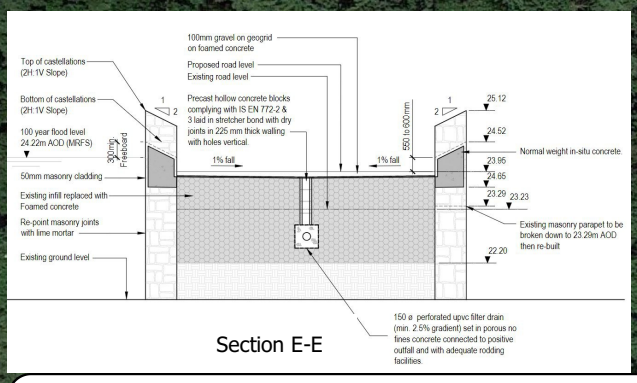 100mm gravel on geogrid
on foamed concrete
Proposed road level
Existing road level
Top of castellations
(2H:1V Slope)
Bottom of castellations
(2H:1V Slope)
100 year flood level
24.22m AOD (MRFS)
50mm masonry cladding
Existing infill replaced with
Foamed concrete
Re-point masonry joints
with lime mortar
Existing ground level
1
2
300min.
Freeboard
Precast hollow concrete blocks
complying with IS EN 772-2 &
3 laid in stretcher bond with dry
joints in 225 mm thick walling
with holes vertical.
1% fall
1% fall
550 to 600 mm
2
1
25.12
24.52
Normal weight in-situ concrete.
23.95
24.65
23.29
23.23
Existing masonry parapet to be
broken down to 23.29m AOD
then re-built
22.20
150 ø perforated upvc filter drain
(min. 2.5% gradient) set in porous no
fines concrete connected to positive
outfall and with adequate rodding
facilities.
Section E-E